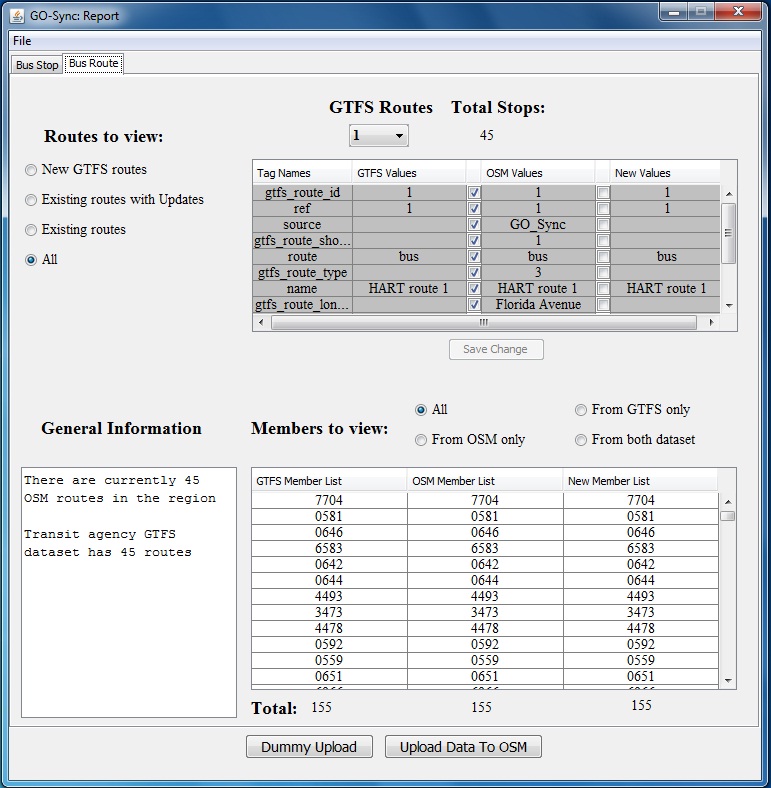 GO-Sync: Report
File
Bus Stop Bus Route
GTFS Routes Total Stops:
Routes to view:
1 45
New GTFS routes
Existing routes with Updates
Existing routes
All
Tag Names GTFS Values OSM Values New Values
gtfs_route_id 1 1 1
ref 1 1 1
source GO_Sync
gtfs_route_sho... 1
route bus bus bus
gtfs_route_type 3
name HART route 1 HART route 1 HART route 1
gtfs_route_lon... Florida Avenue
Save Change
General Information
Members to view:
All From GTFS only
From OSM only From both dataset
There are currently 45
OSM routes in the region
Transit agency GTFS
dataset has 45 routes
GTFS Member List OSM Member List New Member List
7704 7704 7704
0581 0581 0581
0646 0646 0646
6583 6583 6583
0642 0642 0642
0644 0644 0644
4493 4493 4493
3473 3473 3473
4478 4478 4478
0592 0592 0592
0559 0559 0559
0651 0651 0651
Total: 155 155 155
Dummy Upload Upload Data To OSM